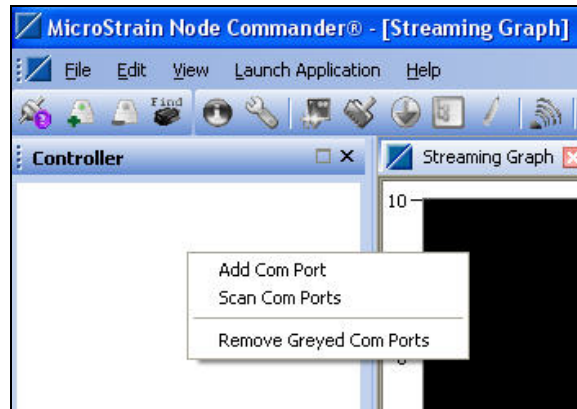 MicroStrain Node Commander® - [Streaming Graph]
File Edit View Launch Application Help
Find
Controller
Streaming Graph
10
Add Com Port
Scan Com Ports
Remove Greyed Com Ports